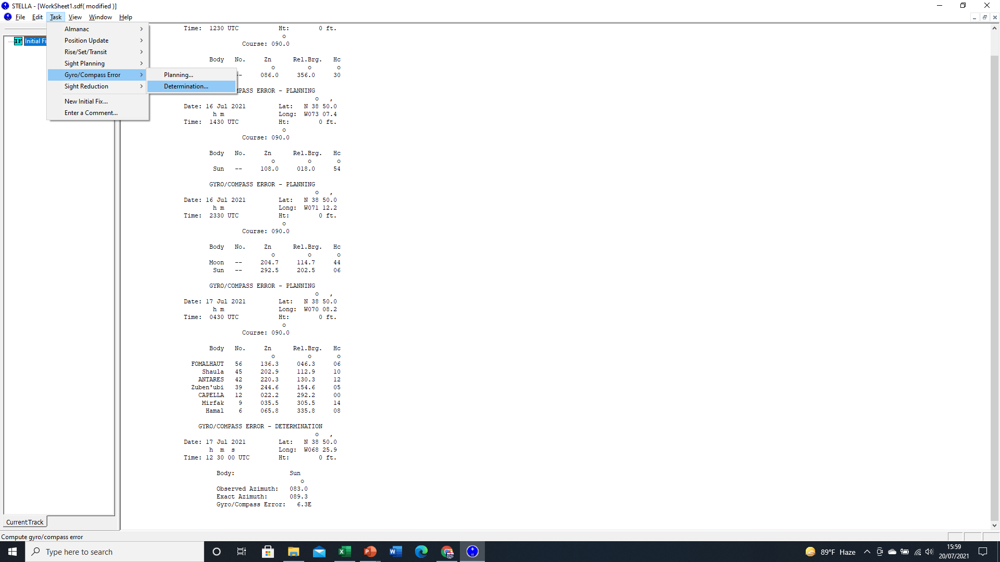 STELLA - [WorkSheet1.sdf( modified )]
File Edit Task View Window Help
Almanac
Position Update
Rise/Set/Transit
Sight Planning
Gyro/Compass Error
Sight Reduction
New Initial Fix...
Enter a Comment...
Planning...
Determination...
IF Initial Fi
Time: 1230 UTC Ht: 0 ft.
o
Course: 090.0
Body No. Zn Rel.Brg. Hc
o o o
-- 086.0 356.0 30
PASS ERROR - PLANNING
o ,
Date: 16 Jul 2021 Lat: N 38 50.0
h m Long: W073 07.4
Time: 1430 UTC Ht: 0 ft.
o
Course: 090.0
Body No. Zn Rel.Brg. Hc
o o o
Sun -- 108.0 018.0 54
GYRO/COMPASS ERROR - PLANNING
o ,
Date: 16 Jul 2021 Lat: N 38 50.0
h m Long: W071 12.2
Time: 2330 UTC Ht: 0 ft.
o
Course: 090.0
Body No. Zn Rel.Brg. Hc
o o o
Moon -- 204.7 114.7 44
Sun -- 292.5 202.5 06
GYRO/COMPASS ERROR - PLANNING
o ,
Date: 17 Jul 2021 Lat: N 38 50.0
h m Long: W070 08.2
Time: 0430 UTC Ht: 0 ft.
o
Course: 090.0
Body No. Zn Rel.Brg. Hc
o o o
FOMALHAUT 56 136.3 046.3 06
Shaula 45 202.9 112.9 10
ANTARES 42 220.3 130.3 12
Zuben'ubi 39 244.6 154.6 05
CAPELLA 12 022.2 292.2 00
Mirfak 9 035.5 305.5 14
Hamal 6 065.8 335.8 08
GYRO/COMPASS ERROR - DETERMINATION
o ,
Date: 17 Jul 2021 Lat: N 38 50.0
h m s Long: W068 25.9
Time: 12 30 00 UTC Ht: 0 ft.
Body: Sun
o
Observed Azimuth: 083.0
Exact Azimuth: 089.3
Gyro/Compass Error: 6.3E
CurrentTrack
Compute gyro/compass error
Type here to search
89°F Haze
15:59
20/07/2021